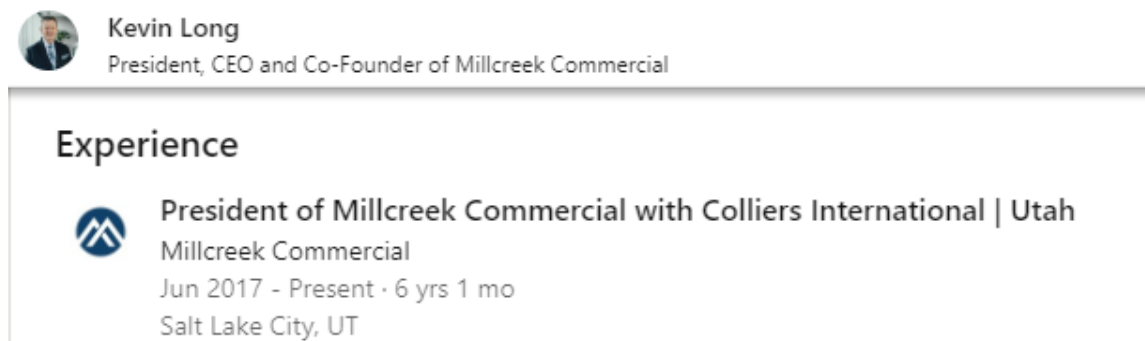 Kevin Long
President, CEO and Co-Founder of Millcreek Commercial
Experience
President of Millcreek Commercial with Colliers International | Utah
Millcreek Commercial
Jun 2017 - Present · 6 yrs 1 mo
Salt Lake City, UT